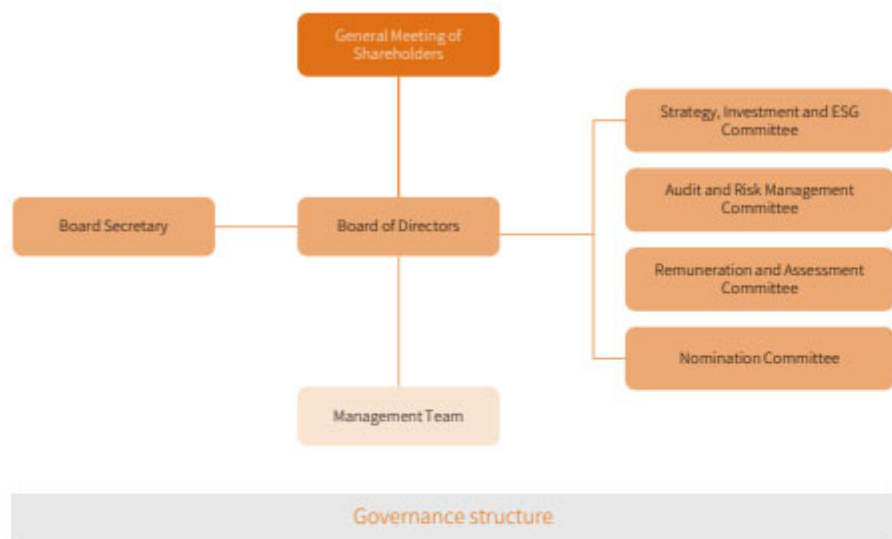 General Meeting of
Shareholders
Strategy, Investment and ESG
Committee
Audit and Risk Management
Committee
Board Secretary
Board of Directors
Remuneration and Assessment
Committee
Nomination Committee
Management Team
Governance structure